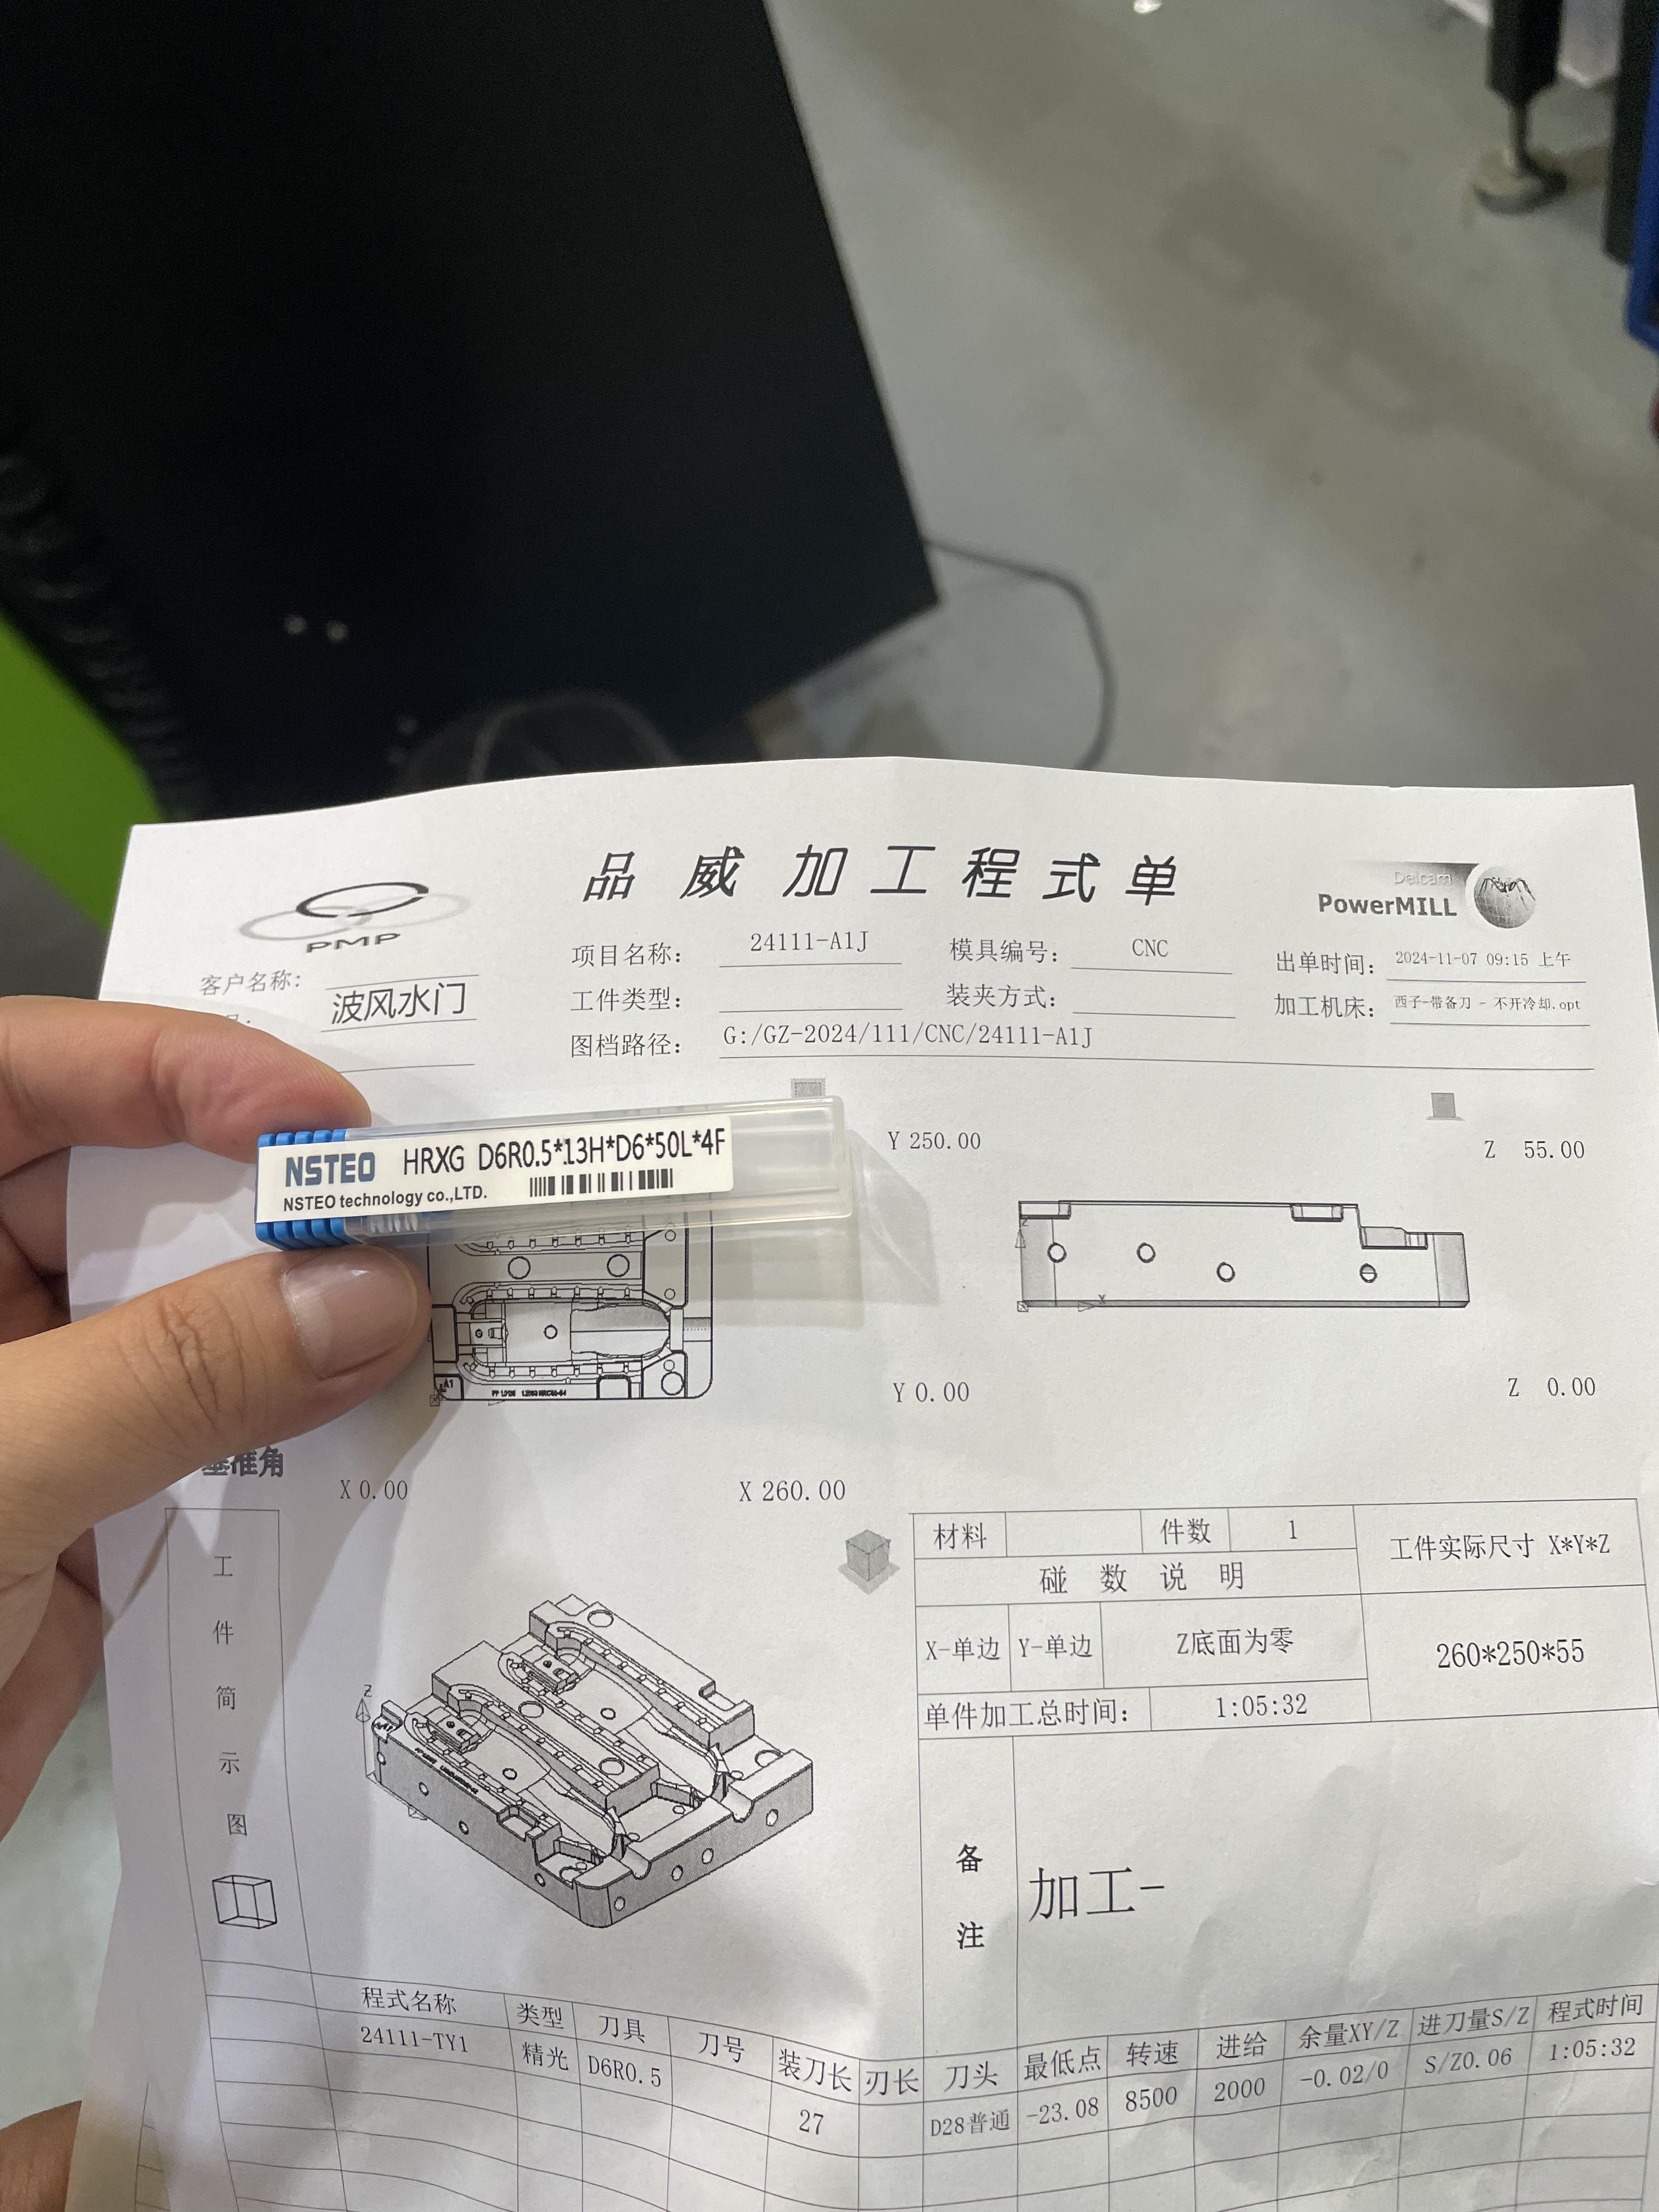 品威加工程式单
PMP
Delcam
PowerMILL
客户名称:
项目名称: 24111-A1J
模具编号: CNC
出单时间: 2024-11-07 09:15 上午
波风水门
工件类型:
装夹方式:
加工机床: 西子-带备刀 - 不开冷却.opt
图档路径: G:/GZ-2024/111/CNC/24111-A1J
NSTEO HRXG D6R0.5*13H*D6*50L*4F
NSTEO technology co.,LTD.
Y 250.00
Z 55.00
Z
X
A1
Y 0.00
Z 0.00
基准角
X 0.00
X 260.00
工件简示图
Z
材料
件数 1
工件实际尺寸 X*Y*Z
碰数说明
X-单边 Y-单边 Z底面为零
260*250*55
单件加工总时间: 1:05:32
备注
加工-
程式名称 类型 刀具 刀号 装刀长 刃长 刀头 最低点 转速 进给 余量XY/Z 进刀量S/Z 程式时间
24111-TY1 精光 D6R0.5 27 D28普通 -23.08 8500 2000 -0.02/0 S/Z0.06 1:05:32